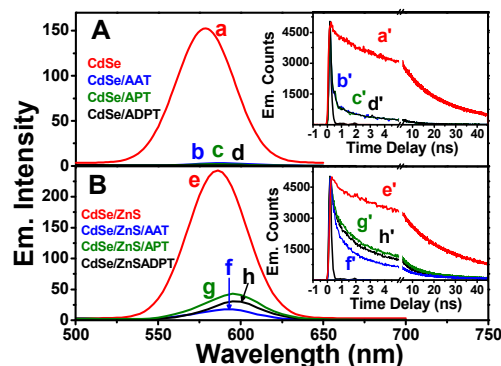 A
a
CdSe
CdSe/AAT
CdSe/APT
CdSe/ADPT
b c d
150
100
50
0
Em. Counts
4500
3000
1500
0
a'
b'
c' d'
-1 0 1 2 3 4 10 20 30 40
Time Delay (ns)
B
e
CdSe/ZnS
CdSe/ZnS/AAT
CdSe/ZnS/APT
CdSe/ZnSADPT
g f h
200
150
100
50
0
Em. Counts
4500
3000
1500
e'
g'
h'
f'
-1 0 1 2 3 4 10 20 30 40
Time Delay (ns)
500 550 600 650 700 750
Em. Intensity
Wavelength (nm)